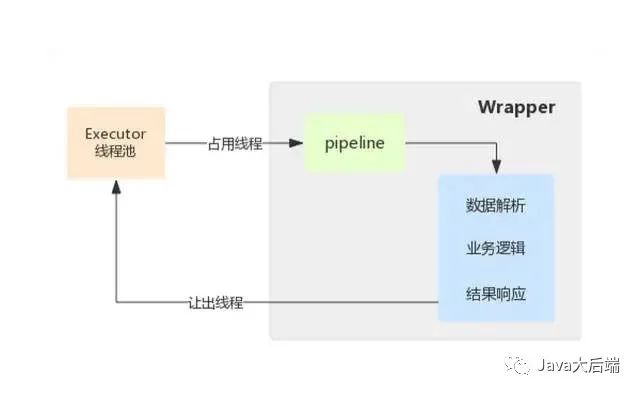 Wrapper
Executor
线程池
占用线程
pipeline
数据解析
业务逻辑
结果响应
让出线程
Java大后端